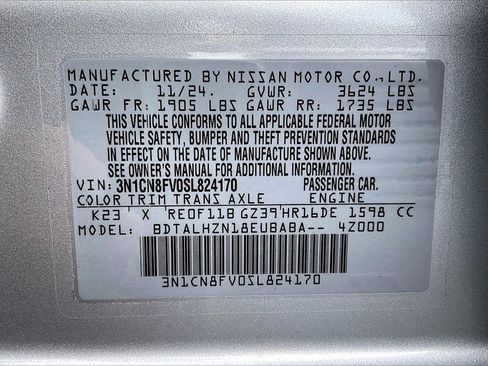 MANUFACTURED BY NISSAN MOTOR CO.,LTD.
DATE: 11/24. GVWR: 3624 LBS
GAWR FR: 1905 LBS GAWR RR: 1735 LBS
THIS VEHICLE CONFORMS TO ALL APPLICABLE FEDERAL MOTOR
VEHICLE SAFETY, BUMPER AND THEFT PREVENTION STANDARDS
IN EFFECT ON THE DATE OF MANUFACTURE SHOWN ABOVE.
SEE OWNER'S MANUAL FOR ADDITIONAL INFORMATION.
VIN: 3N1CN8FV0SL824170 PASSENGER CAR.
COLOR TRIM TRANS AXLE ENGINE
K23 X RE0F11B GZ39 HR16DE 1598 CC
MODEL: BDTALHZN18EUBABA-- 4Z000
3N1CN8FV0SL824170